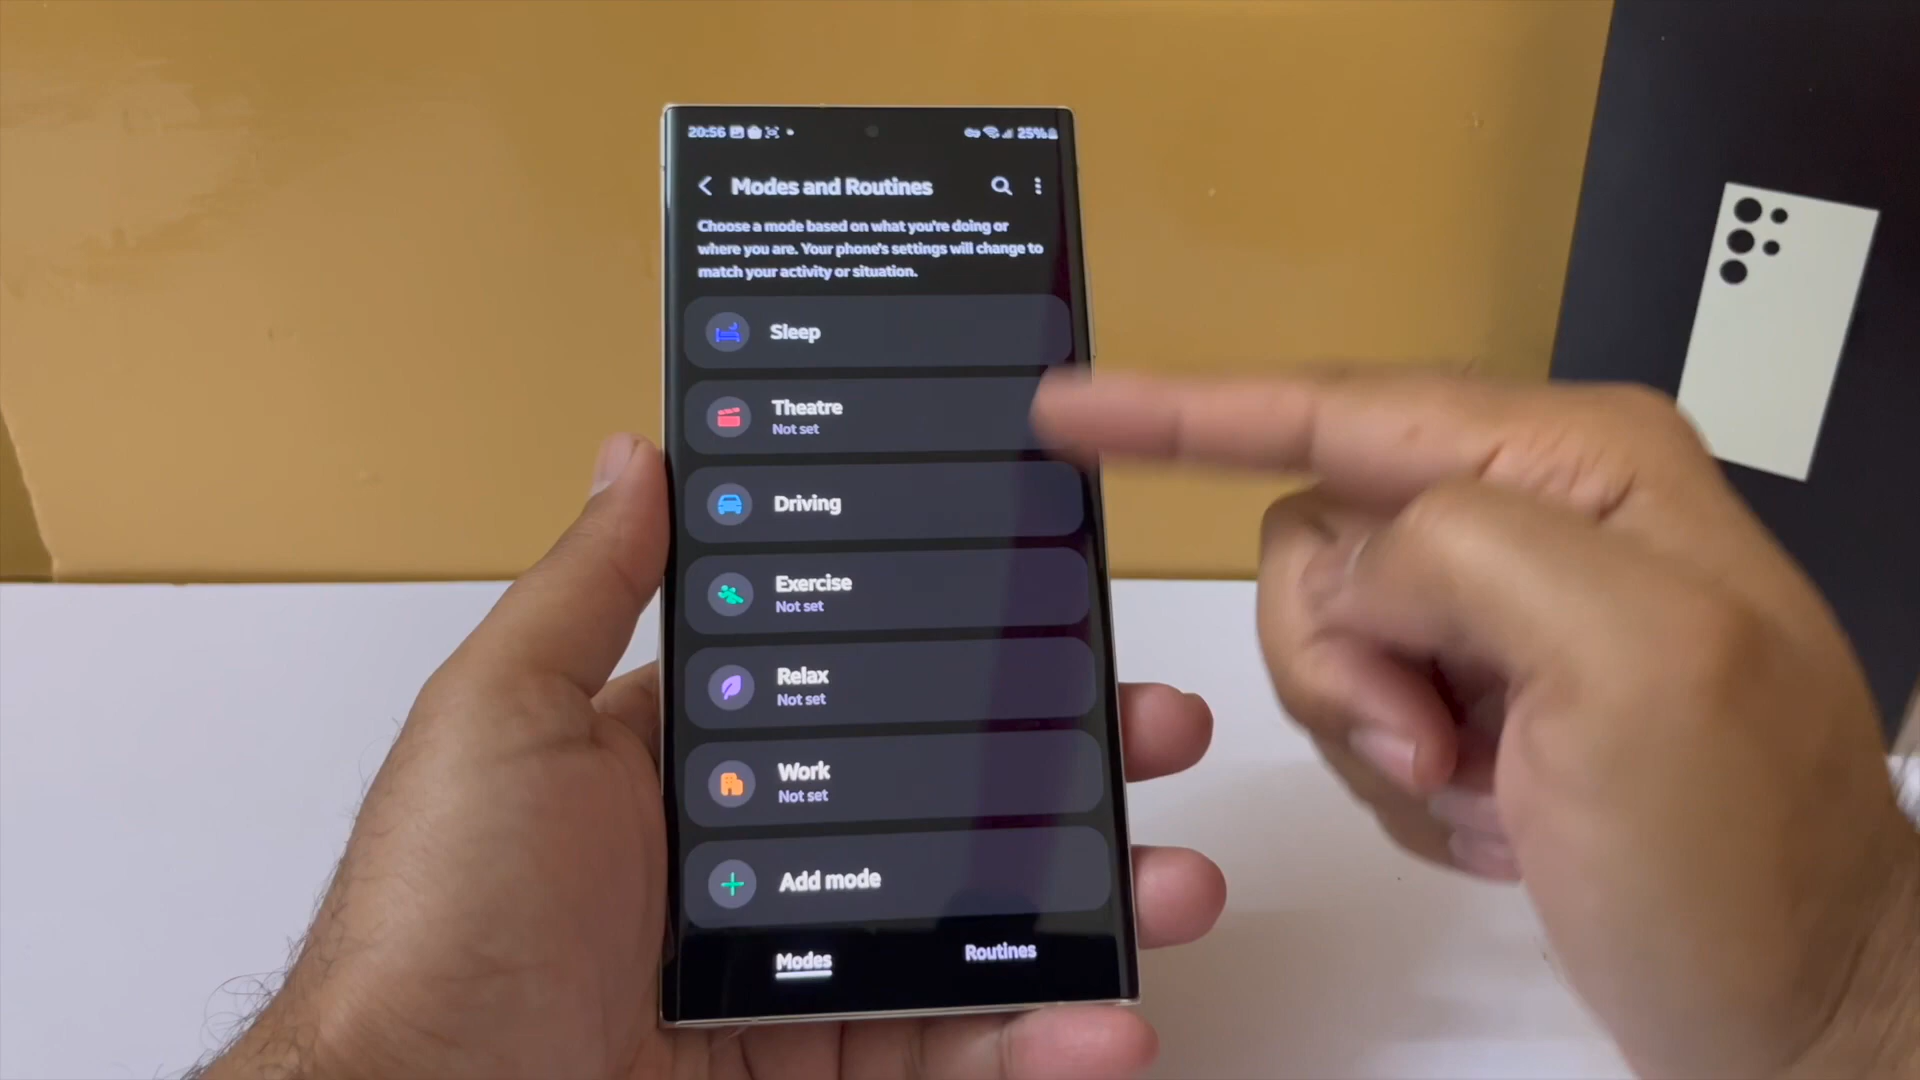 20:56 25%
Modes and Routines
Choose a mode based on what you're doing or
where you are. Your phone's settings will change to
match your activity or situation.
Sleep
Theatre
Not set
Driving
Exercise
Not set
Relax
Not set
Work
Not set
Add mode
Modes Routines